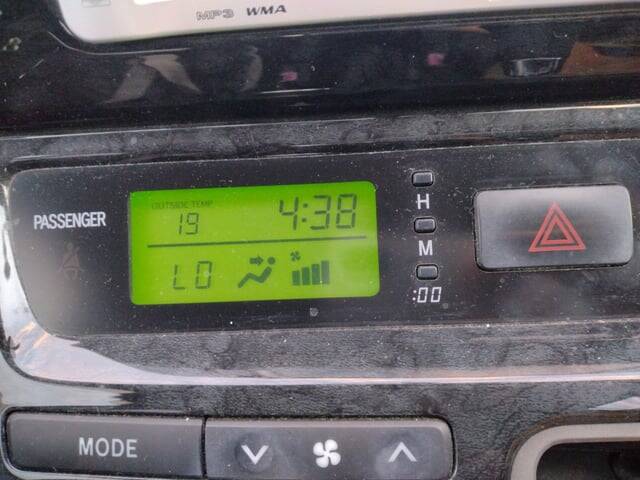 MP3 WMA
PASSENGER
OUTSIDE TEMP
19 4:38
LO
H
M
:00
MODE